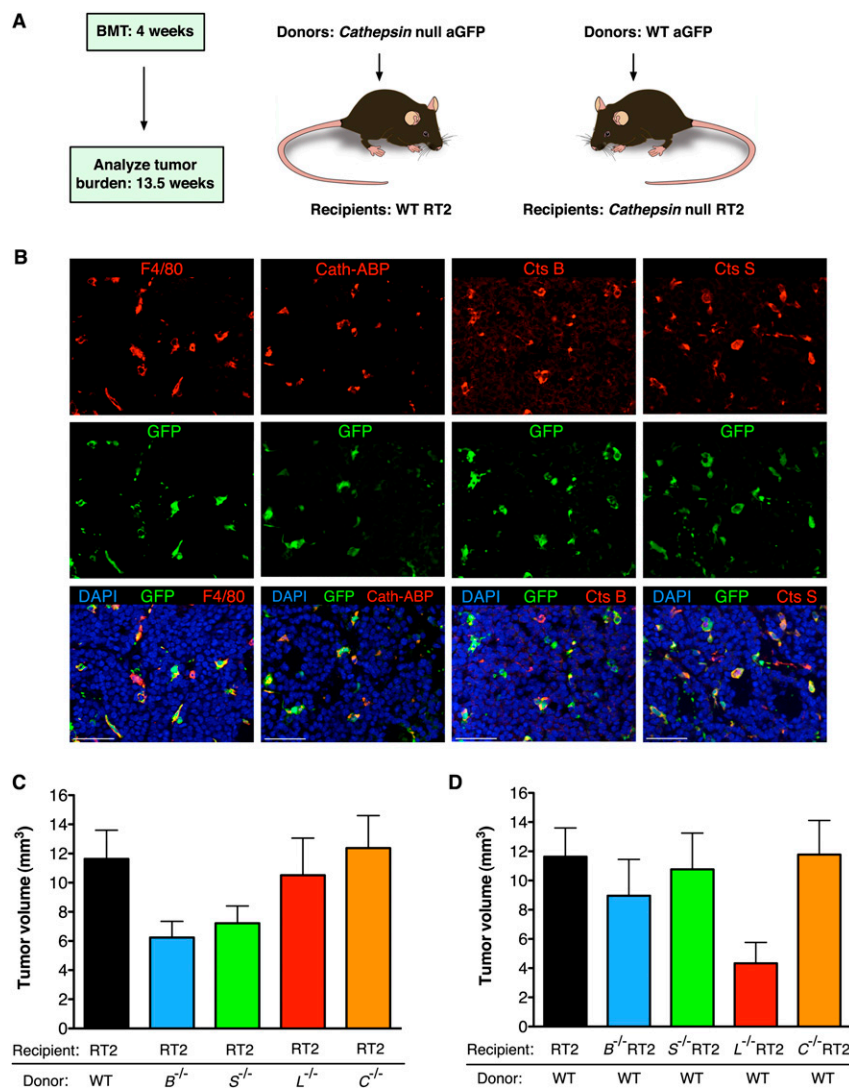 A
BMT: 4 weeks
Analyze tumor
burden: 13.5 weeks
Donors: Cathepsin null aGFP
Recipients: WT RT2
Donors: WT aGFP
Recipients: Cathepsin null RT2
B
F4/80
Cath-ABP
Cts B
Cts S
GFP
GFP
GFP
GFP
DAPI GFP F4/80
DAPI GFP Cath-ABP
DAPI GFP Cts B
DAPI GFP Cts S
C
Tumor volume (mm³)
16
14
12
10
8
6
4
2
0
Recipient: RT2 RT2 RT2 RT2 RT2
Donor: WT B⁻/⁻ S⁻/⁻ L⁻/⁻ C⁻/⁻
D
Tumor volume (mm³)
16
14
12
10
8
6
4
2
0
Recipient: RT2 B⁻/⁻RT2 S⁻/⁻RT2 L⁻/⁻RT2 C⁻/⁻RT2
Donor: WT WT WT WT WT